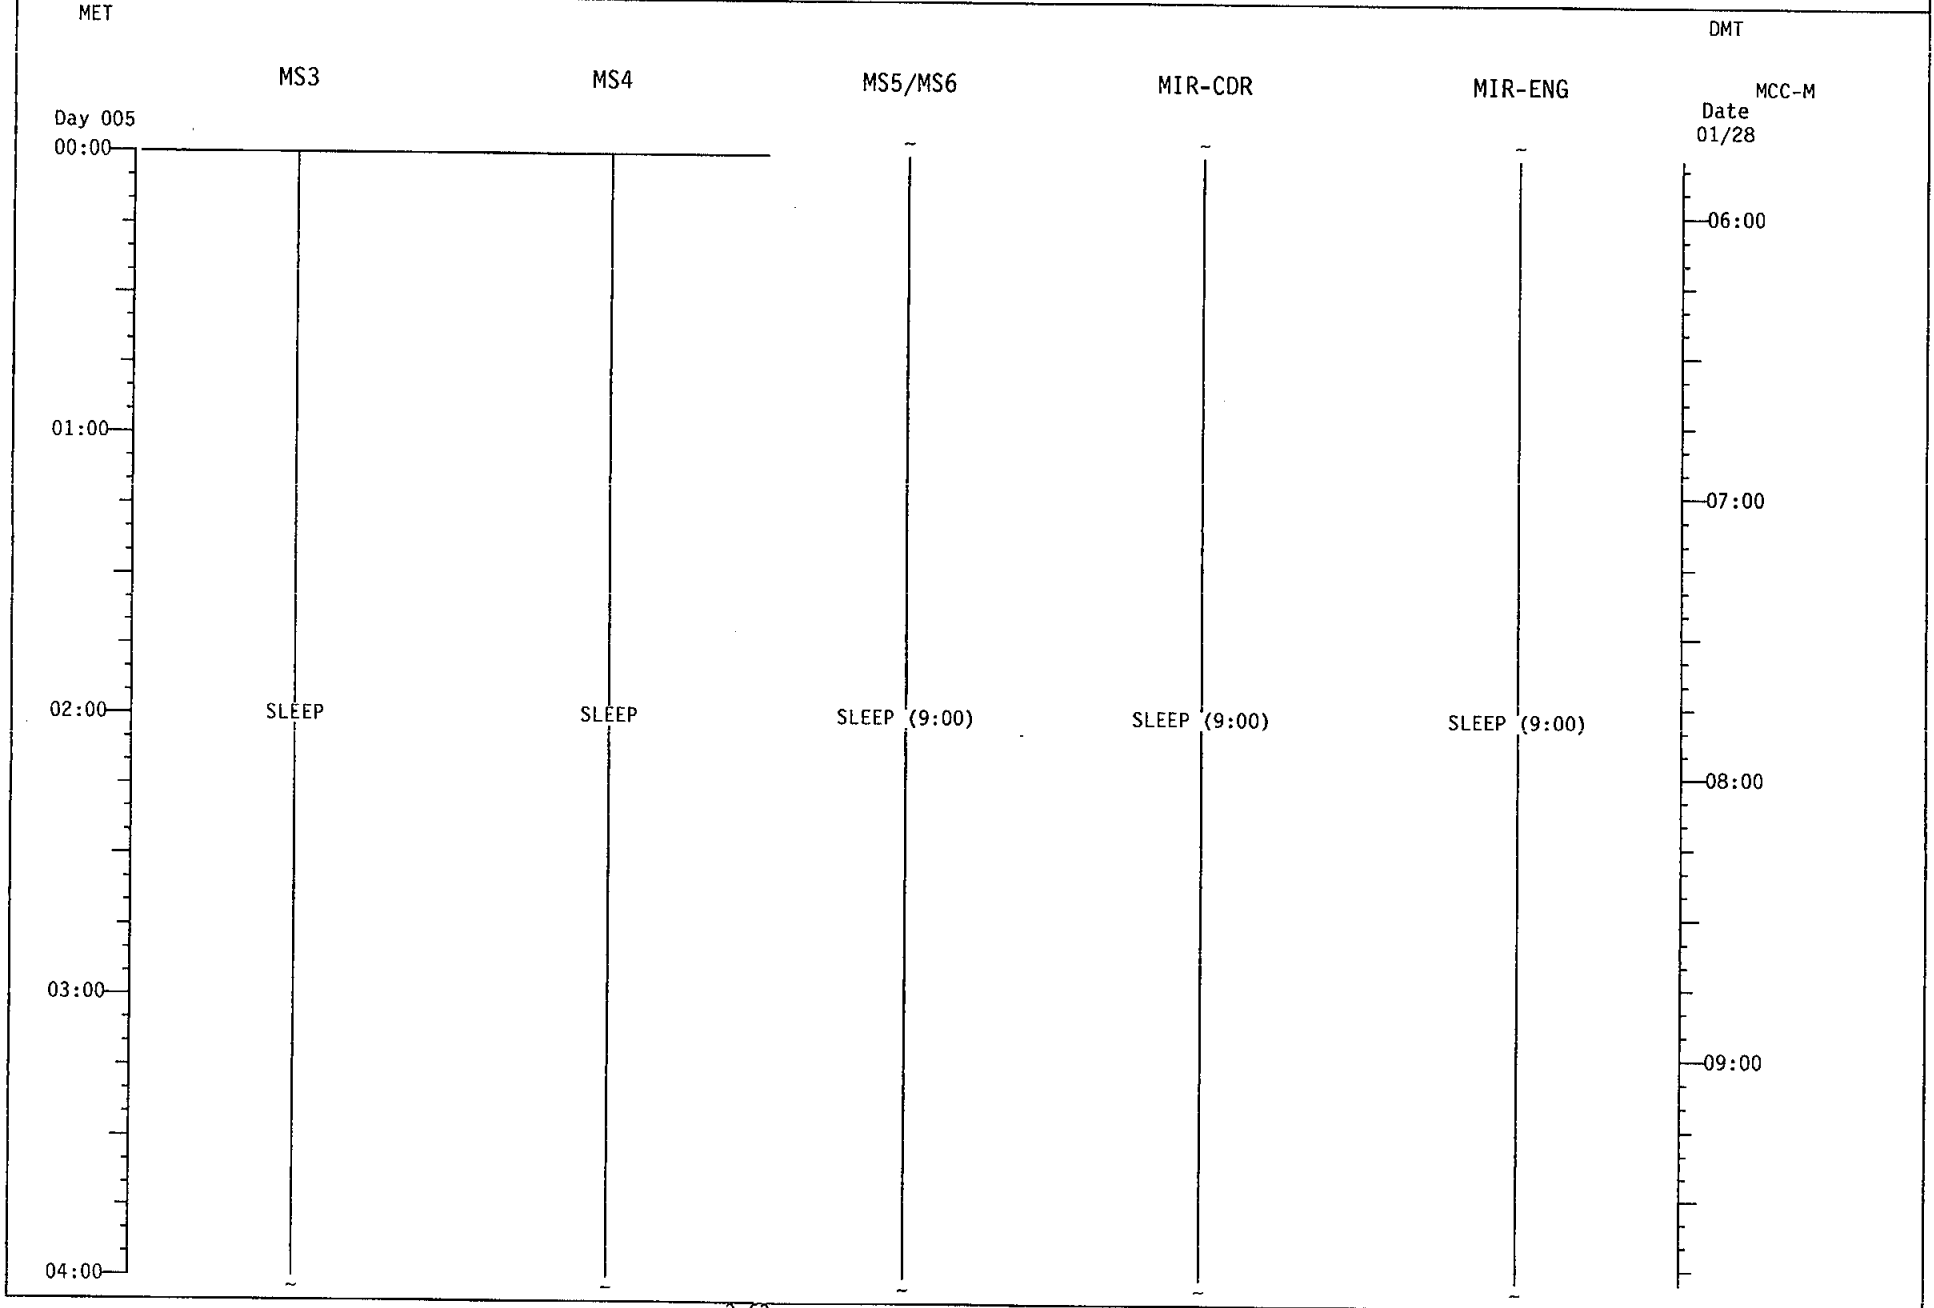 MET
DMT
MS3 MS4 MS5/MS6 MIR-CDR MIR-ENG MCC-M
Day 005
Date
01/28
00:00
~ ~ ~
06:00
01:00
07:00
02:00 SLEEP SLEEP SLEEP (9:00) SLEEP (9:00) SLEEP (9:00)
08:00
03:00
09:00
04:00
~ ~ ~ ~ ~